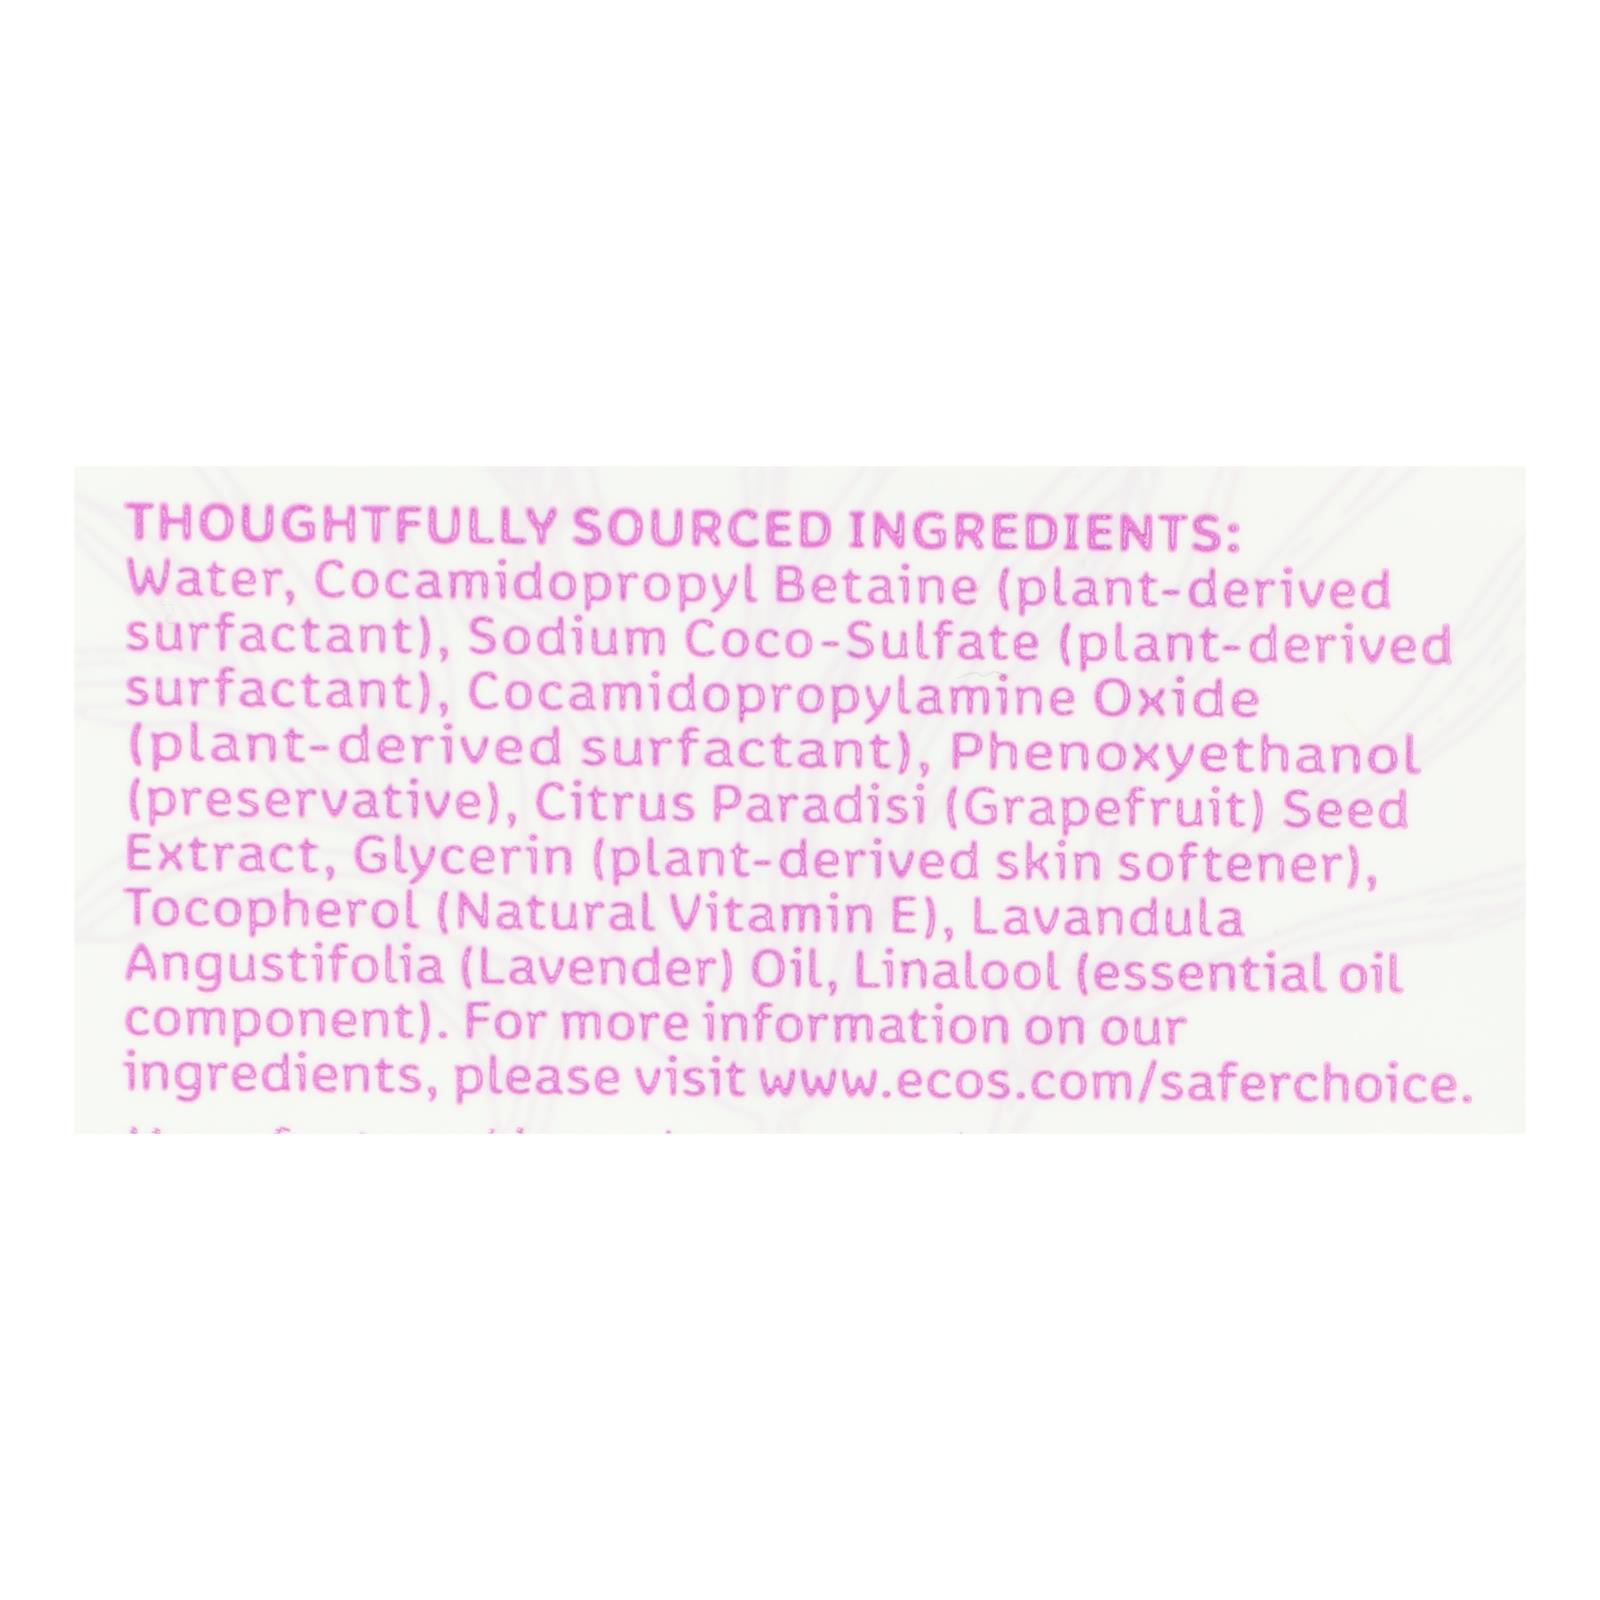 THOUGHTFULLY SOURCED INGREDIENTS:
Water, Cocamidopropyl Betaine (plant-derived
surfactant), Sodium Coco-Sulfate (plant-derived
surfactant), Cocamidopropylamine Oxide
(plant-derived surfactant), Phenoxyethanol
(preservative), Citrus Paradisi (Grapefruit) Seed
Extract, Glycerin (plant-derived skin softener),
Tocopherol (Natural Vitamin E), Lavandula
Angustifolia (Lavender) Oil, Linalool (essential oil
component). For more information on our
ingredients, please visit www.ecos.com/saferchoice.